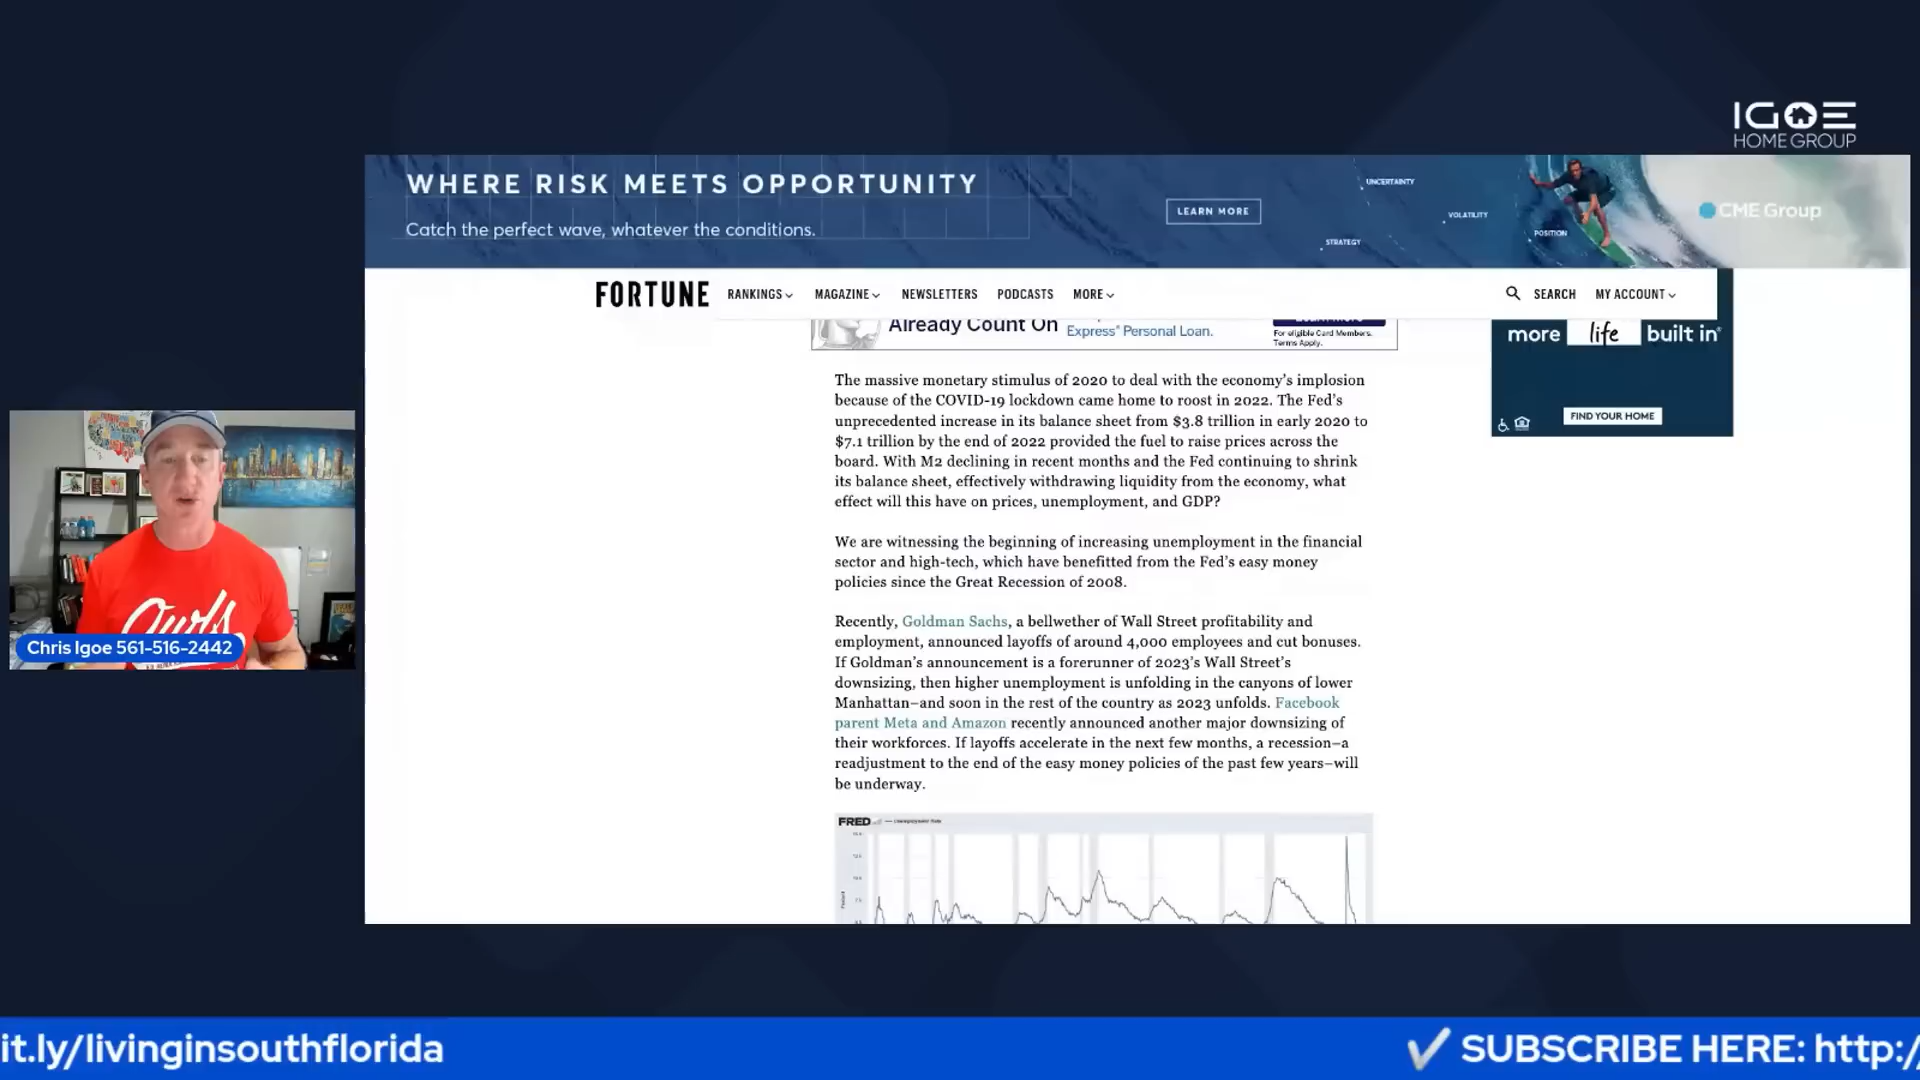 IGOE
HOME GROUP
WHERE RISK MEETS OPPORTUNITY
Catch the perfect wave, whatever the conditions.
LEARN MORE
UNCERTAINTY
VOLATILITY
POSITION
STRATEGY
CME Group
FORTUNE
RANKINGS
MAGAZINE
NEWSLETTERS
PODCASTS
MORE
SEARCH
MY ACCOUNT
Already Count On
Express® Personal Loan.
For eligible Card Members.
Terms Apply.
more life built in®
FIND YOUR HOME
The massive monetary stimulus of 2020 to deal with the economy's implosion
because of the COVID-19 lockdown came home to roost in 2022. The Fed's
unprecedented increase in its balance sheet from $3.8 trillion in early 2020 to
$7.1 trillion by the end of 2022 provided the fuel to raise prices across the
board. With M2 declining in recent months and the Fed continuing to shrink
its balance sheet, effectively withdrawing liquidity from the economy, what
effect will this have on prices, unemployment, and GDP?
We are witnessing the beginning of increasing unemployment in the financial
sector and high-tech, which have benefitted from the Fed's easy money
policies since the Great Recession of 2008.
Recently, Goldman Sachs, a bellwether of Wall Street profitability and
employment, announced layoffs of around 4,000 employees and cut bonuses.
If Goldman's announcement is a forerunner of 2023's Wall Street's
downsizing, then higher unemployment is unfolding in the canyons of lower
Manhattan–and soon in the rest of the country as 2023 unfolds. Facebook
parent Meta and Amazon recently announced another major downsizing of
their workforces. If layoffs accelerate in the next few months, a recession–a
readjustment to the end of the easy money policies of the past few years–will
be underway.
FRED — Unemployment Rate
Owls
Chris Igoe 561-516-2442
it.ly/livinginsouthflorida
SUBSCRIBE HERE: http:/